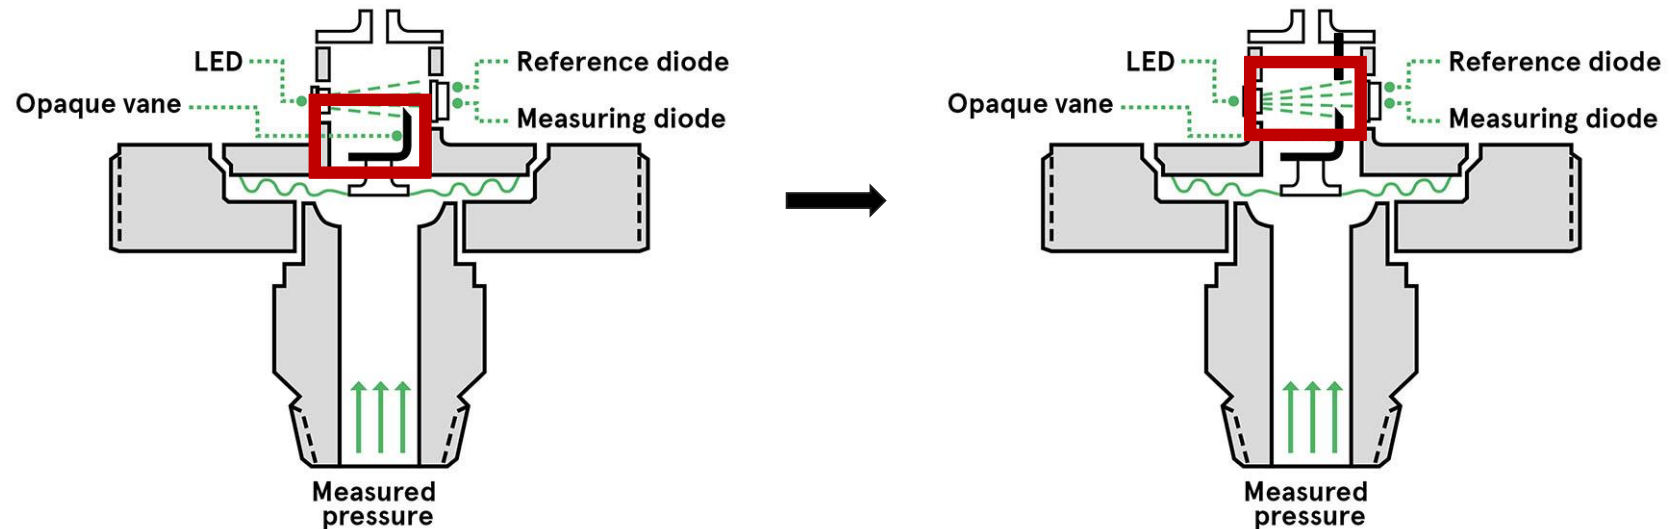 LED
Reference diode
Opaque vane
Measuring diode
Measured
pressure
LED
Reference diode
Opaque vane
Measuring diode
Measured
pressure